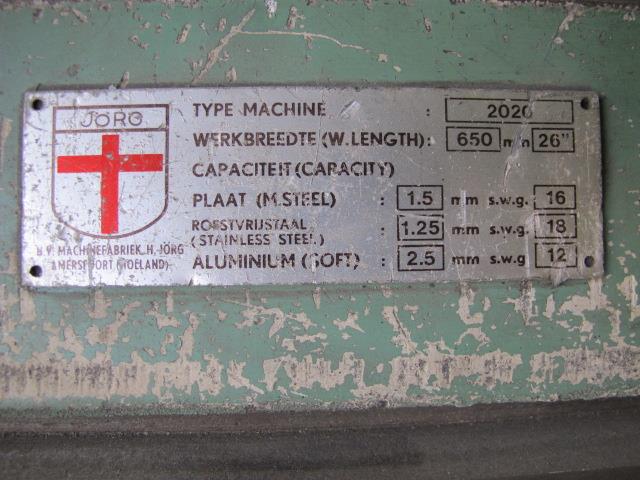 JÖRG
TYPE MACHINE : 2020
WERKBREEDTE (W.LENGTH): 650 mm 26"
CAPACITEIT (CAPACITY)
PLAAT (M.STEEL) : 1.5 mm s.w.g. 16
ROESTVRIJSTAAL : 1.25 mm s.w.g. 18
(STAINLESS STEEL)
ALUMINIUM (SOFT) : 2.5 mm s.w.g 12
B.V. MACHINEFABRIEK H. JÖRG
AMERSFOORT (HOLLAND)